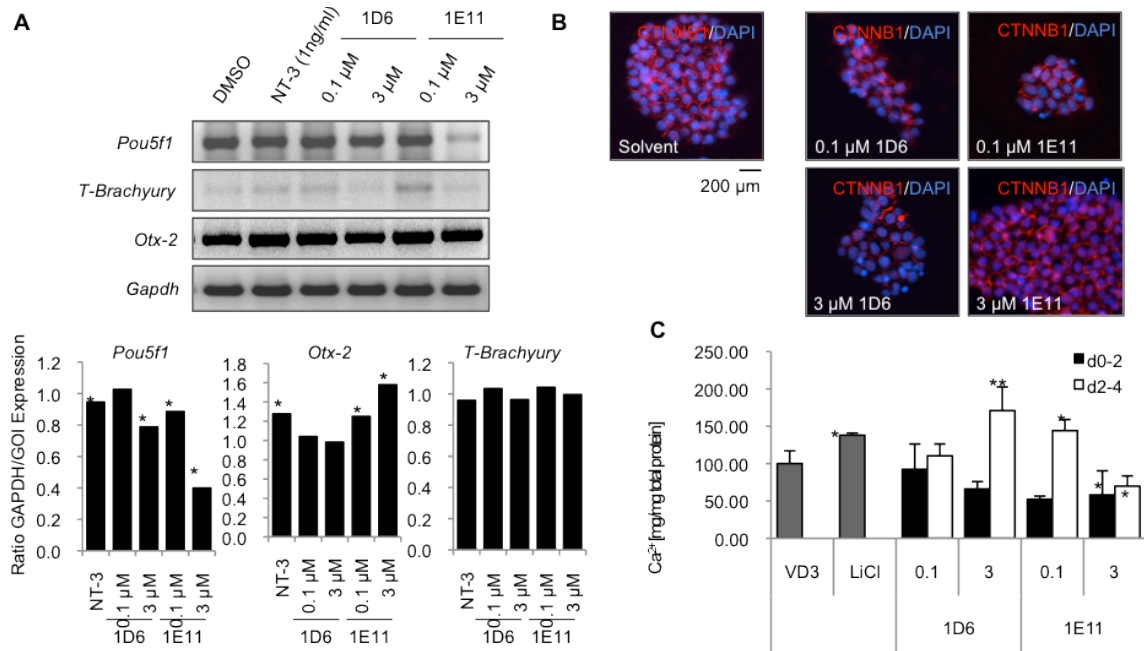 A
1D6
1E11
DMSO
NT-3 (1ng/ml)
0.1 µM
3 µM
0.1 µM
3 µM
Pou5f1
T-Brachyury
Otx-2
Gapdh
Pou5f1
Otx-2
T-Brachyury
Ratio GAPDH/GOI Expression
1.2
1.0
0.8
0.6
0.4
0.2
0.0
*
*
*
*
NT-3
0.1 µM
3 µM
0.1 µM
3 µM
1D6
1E11
1.8
1.6
1.4
1.2
1.0
0.8
0.6
0.4
0.2
0.0
*
*
*
NT-3
0.1 µM
3 µM
0.1 µM
3 µM
1D6
1E11
1.2
1.0
0.8
0.6
0.4
0.2
0.0
NT-3
0.1 µM
3 µM
0.1 µM
3 µM
1D6
1E11
B
CTNNB1/DAPI
Solvent
200 µm
CTNNB1/DAPI
0.1 µM 1D6
CTNNB1/DAPI
0.1 µM 1E11
CTNNB1/DAPI
3 µM 1D6
CTNNB1/DAPI
3 µM 1E11
C
Ca²⁺[mg/mg total protein]
250.00
200.00
150.00
100.00
50.00
0.00
d0-2
d2-4
*
**
*
*
*
VD3
LiCl
0.1
3
0.1
3
1D6
1E11